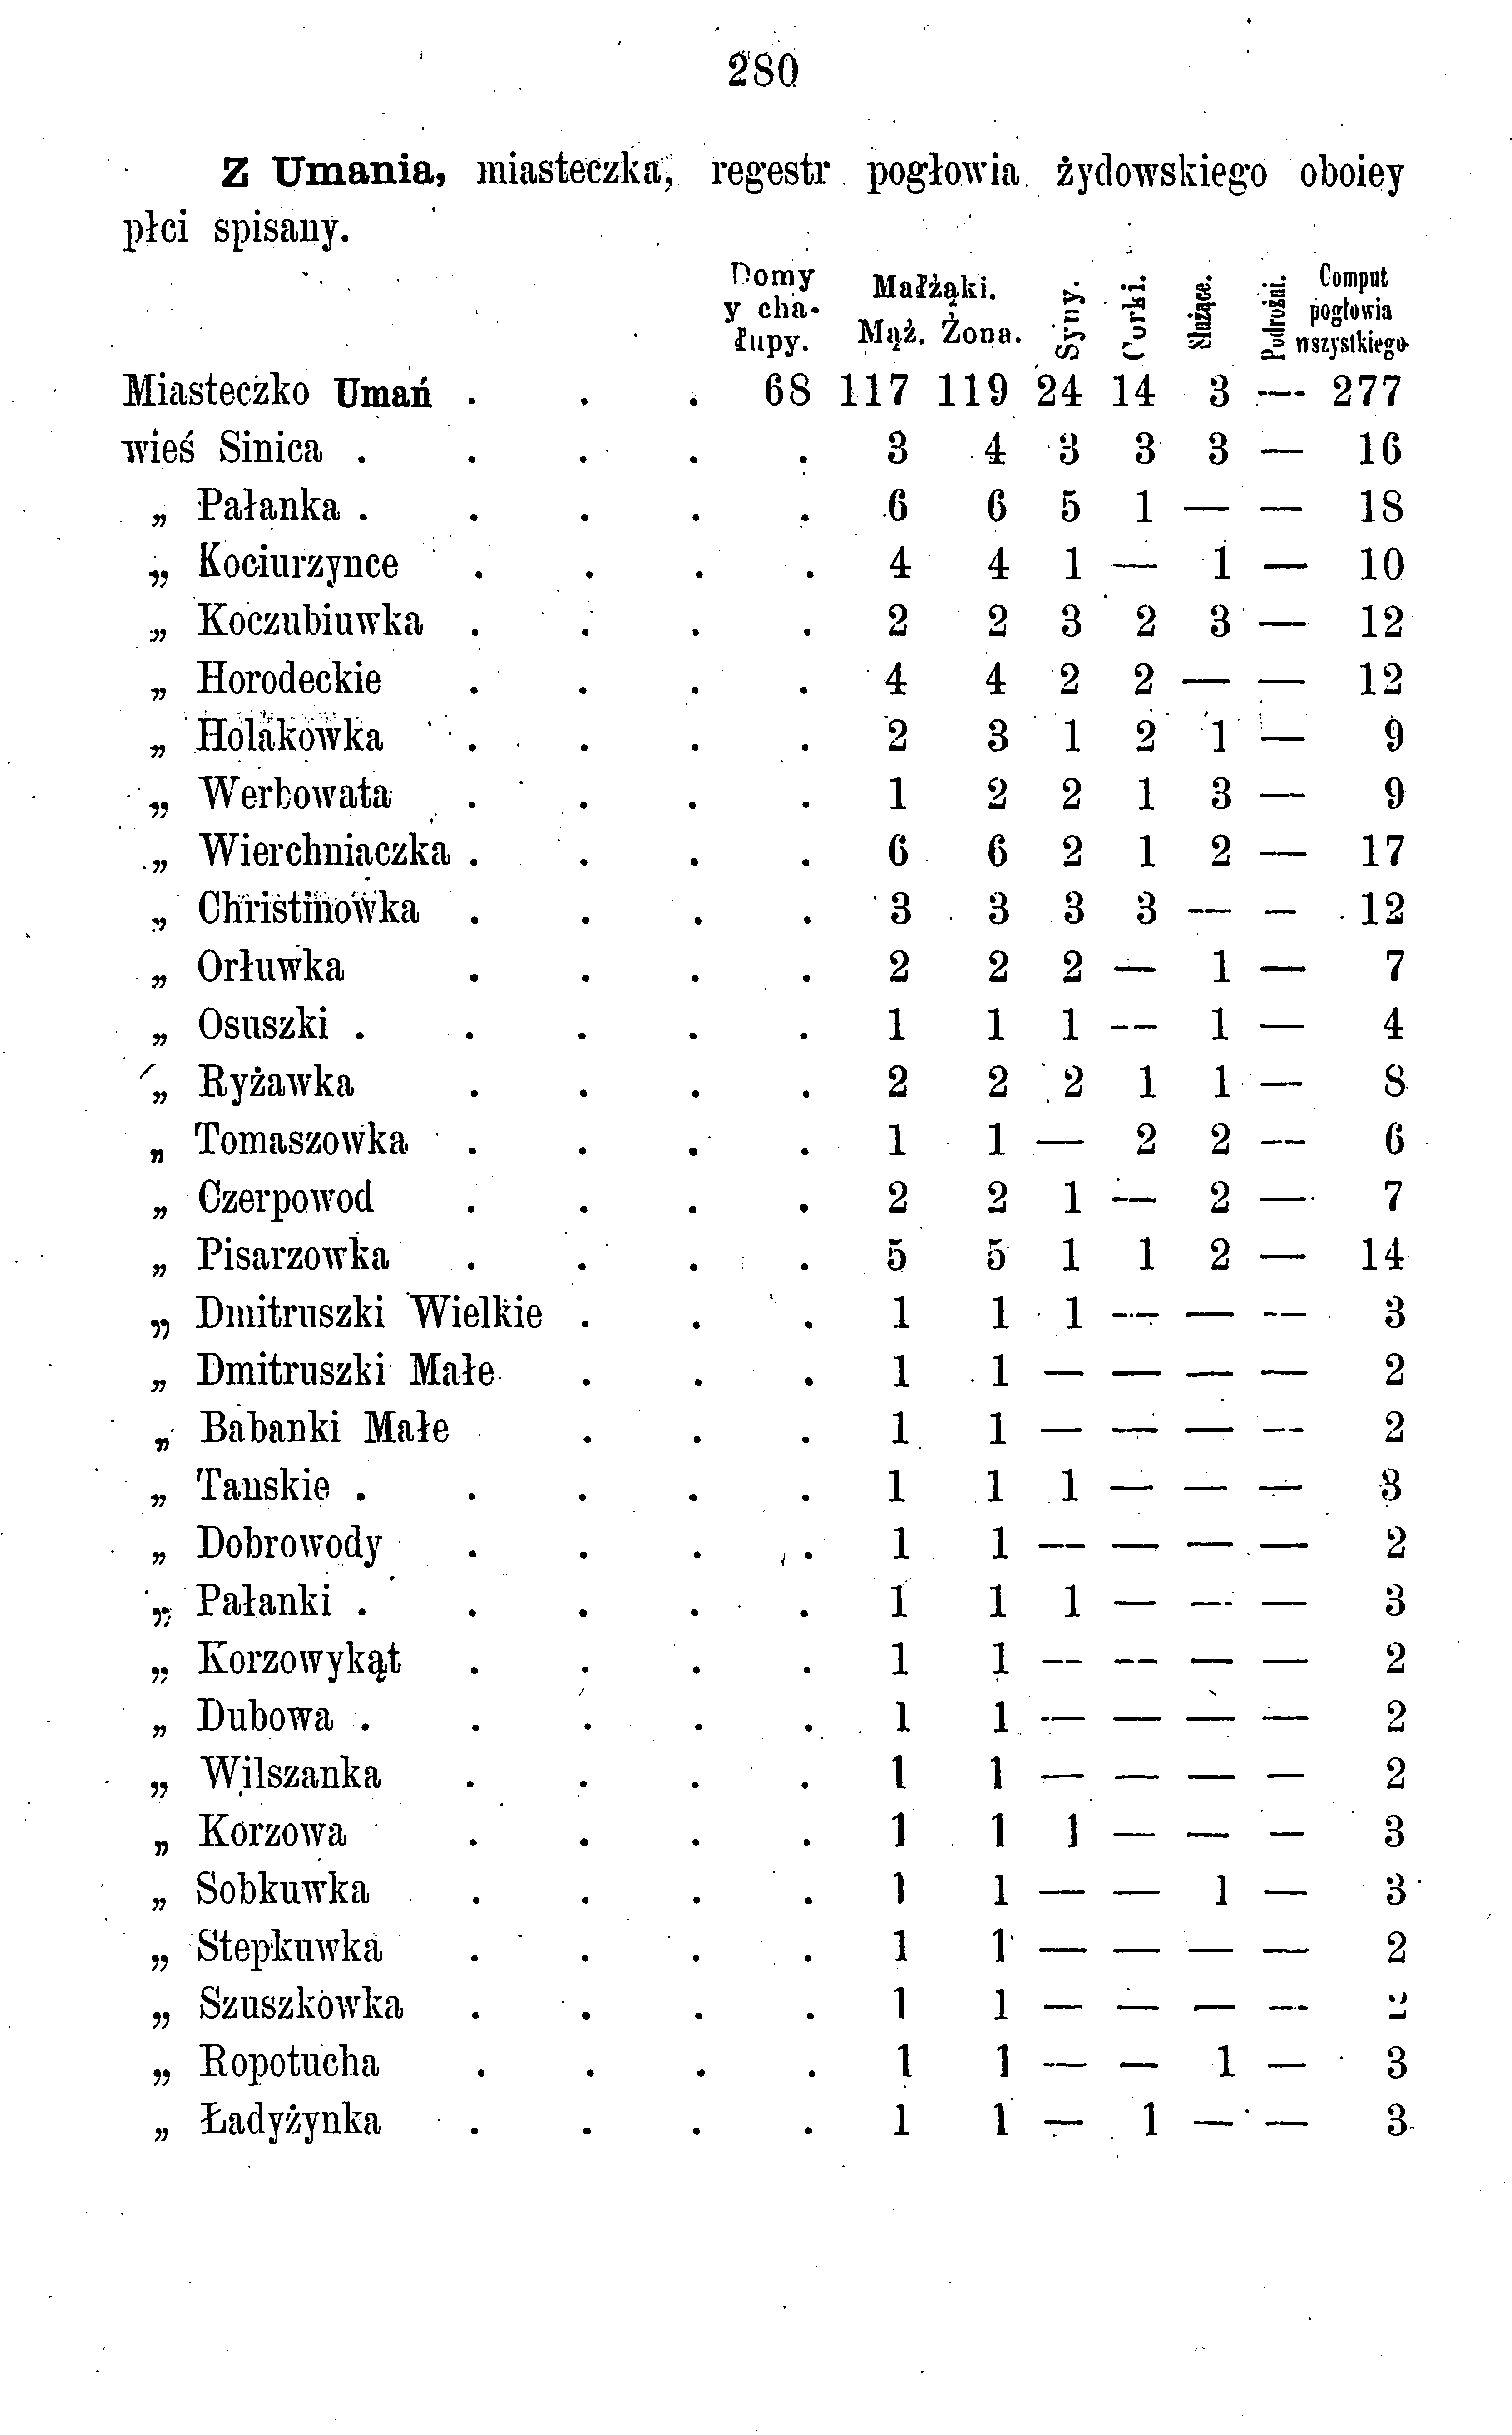 280
Z Umania, miasteczka, regestr pogłowia żydowskiego oboiey
płci spisany.
Domy y chałupy. Małżąki. Mąż. Żona. Syny. Corki. Służące. Podrożni. Comput pogłowia wszystkiego
Miasteczko Umań . . . 68 117 119 24 14 3 — 277
wieś Sinica . . . . . 3 4 3 3 3 — 16
„ Pałanka . . . . . 6 6 5 1 — — 18
„ Kociurzynce . . . . 4 4 1 — 1 — 10
„ Koczubiuwka . . . . 2 2 3 2 3 — 12
„ Horodeckie . . . . 4 4 2 2 — — 12
„ Holakowka . . . . 2 3 1 2 1 — 9
„ Werbowata . . . . 1 2 2 1 3 — 9
„ Wierchniaczka . . . . 6 6 2 1 2 — 17
„ Christinowka . . . . 3 3 3 3 — — 12
„ Orłuwka . . . . 2 2 2 — 1 — 7
„ Osuszki . . . . . 1 1 1 — 1 — 4
„ Ryżawka . . . . 2 2 2 1 1 — 8
„ Tomaszowka . . . . 1 1 — 2 2 — 6
„ Czerpowod . . . . 2 2 1 — 2 — 7
„ Pisarzowka . . . . 5 5 1 1 2 — 14
„ Dmitruszki Wielkie . . . 1 1 1 — — — 3
„ Dmitruszki Małe . . . 1 1 — — — — 2
„ Babanki Małe . . . 1 1 — — — — 2
„ Tanskie . . . . . 1 1 1 — — — 3
„ Dobrowody . . . . 1 1 — — — — 2
„ Pałanki . . . . . 1 1 1 — — — 3
„ Korzowykąt . . . . 1 1 — — — — 2
„ Dubowa . . . . . 1 1 — — — — 2
„ Wilszanka . . . . 1 1 — — — — 2
„ Korzowa . . . . 1 1 1 — — — 3
„ Sobkuwka . . . . 1 1 — — 1 — 3
„ Stepkuwka . . . . 1 1 — — — — 2
„ Szuszkowka . . . . 1 1 — — — — 2
„ Ropotucha . . . . 1 1 — — 1 — 3
„ Ładyżynka . . . . 1 1 — 1 — — 3